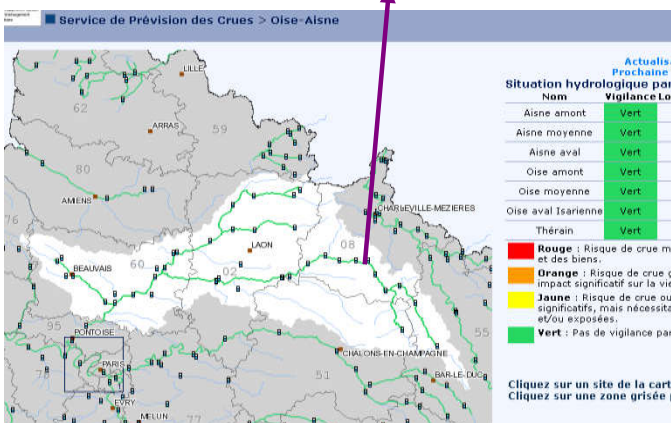 Service de Prévision des Crues > Oise-Aisne
Actualis
Prochaine
Situation hydrologique par
Nom Vigilance Lo
Aisne amont Vert
Aisne moyenne Vert
Aisne aval Vert
Oise amont Vert
Oise moyenne Vert
Oise aval Isarienne Vert
Thérain Vert
Rouge : Risque de crue m
et des biens.
Orange : Risque de crue g
impact significatif sur la vie
Jaune : Risque de crue ou
significatifs, mais nécessita
et/ou exposées.
Vert : Pas de vigilance par
Cliquez sur un site de la cart
Cliquez sur une zone grisée p
LILLE
62
ARRAS
59
80
AMIENS
CHARLEVILLE-MEZIERES
76
LAON
08
60
BEAUVAIS
02
95
PONTOISE
55
PARIS
CHALONS-EN-CHAMPAGNE
51
BAR-LE-DUC
EVRY
77
MELUN